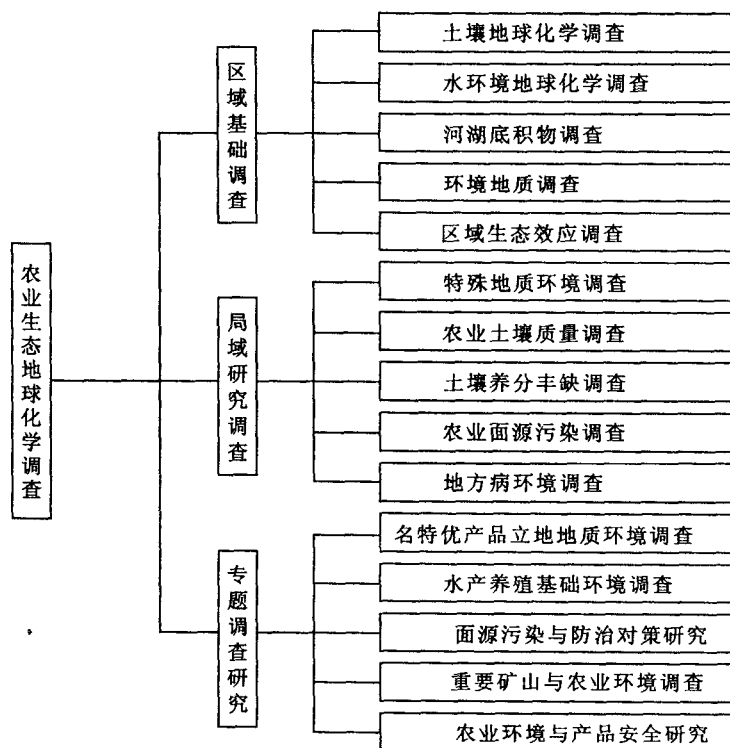 农业生态地球化学调查
区域基础调查
土壤地球化学调查
水环境地球化学调查
河湖底积物调查
环境地质调查
区域生态效应调查
局域研究调查
特殊地质环境调查
农业土壤质量调查
土壤养分丰缺调查
农业面源污染调查
地方病环境调查
专题调查研究
名特优产品立地地质环境调查
水产养殖基础环境调查
面源污染与防治对策研究
重要矿山与农业环境调查
农业环境与产品安全研究